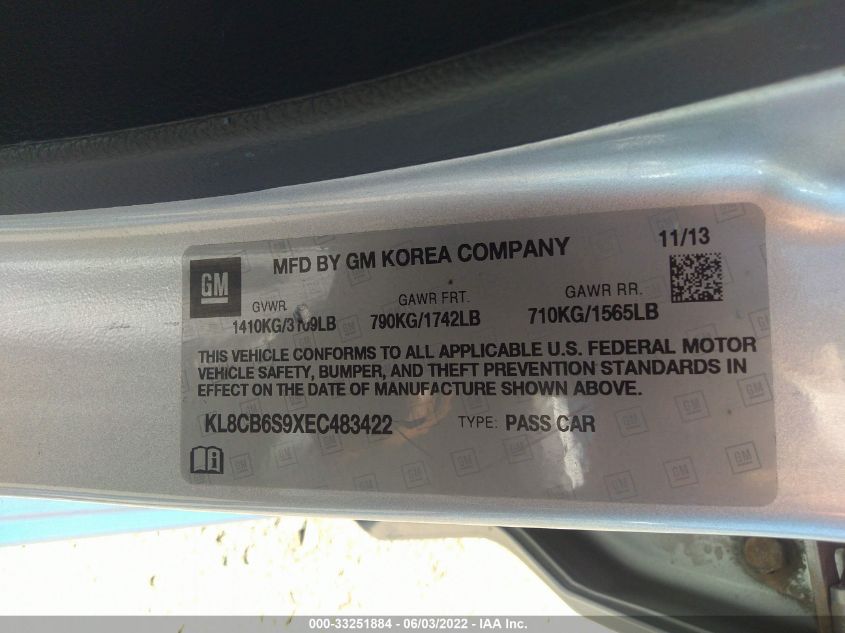 GM
MFD BY GM KOREA COMPANY
11/13
GVWR GAWR FRT. GAWR RR.
1410KG/3109LB 790KG/1742LB 710KG/1565LB
THIS VEHICLE CONFORMS TO ALL APPLICABLE U.S. FEDERAL MOTOR
VEHICLE SAFETY, BUMPER, AND THEFT PREVENTION STANDARDS IN
EFFECT ON THE DATE OF MANUFACTURE SHOWN ABOVE.
KL8CB6S9XEC483422 TYPE: PASS CAR
000-33251884 - 06/03/2022 - IAA Inc.